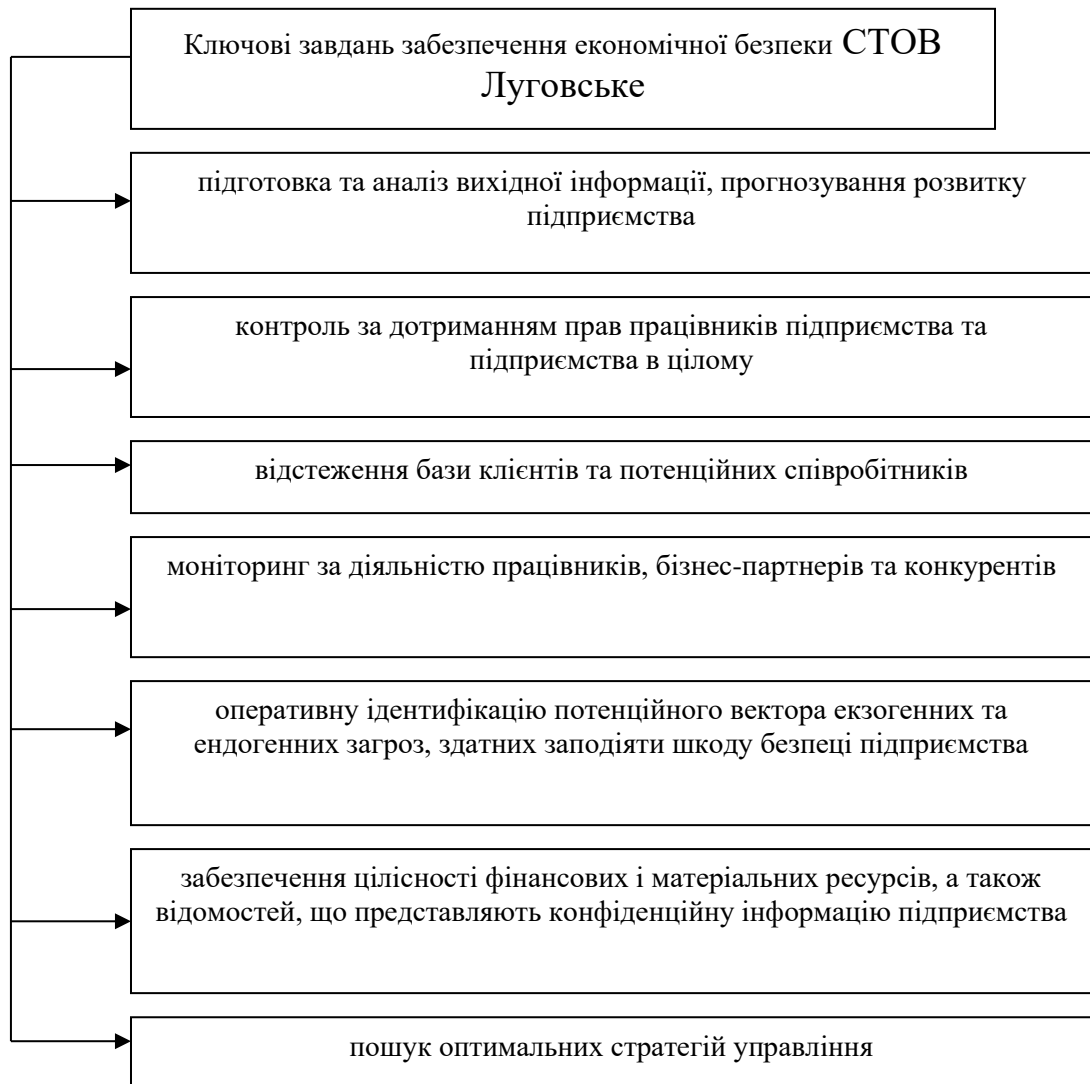 Ключові завдань забезпечення економічної безпеки СТОВ
Луговське
підготовка та аналіз вихідної інформації, прогнозування розвитку
підприємства
контроль за дотриманням прав працівників підприємства та
підприємства в цілому
відстеження бази клієнтів та потенційних співробітників
моніторинг за діяльністю працівників, бізнес-партнерів та конкурентів
оперативну ідентифікацію потенційного вектора екзогенних та
ендогенних загроз, здатних заподіяти шкоду безпеці підприємства
забезпечення цілісності фінансових і матеріальних ресурсів, а також
відомостей, що представляють конфіденційну інформацію підприємства
пошук оптимальних стратегій управління